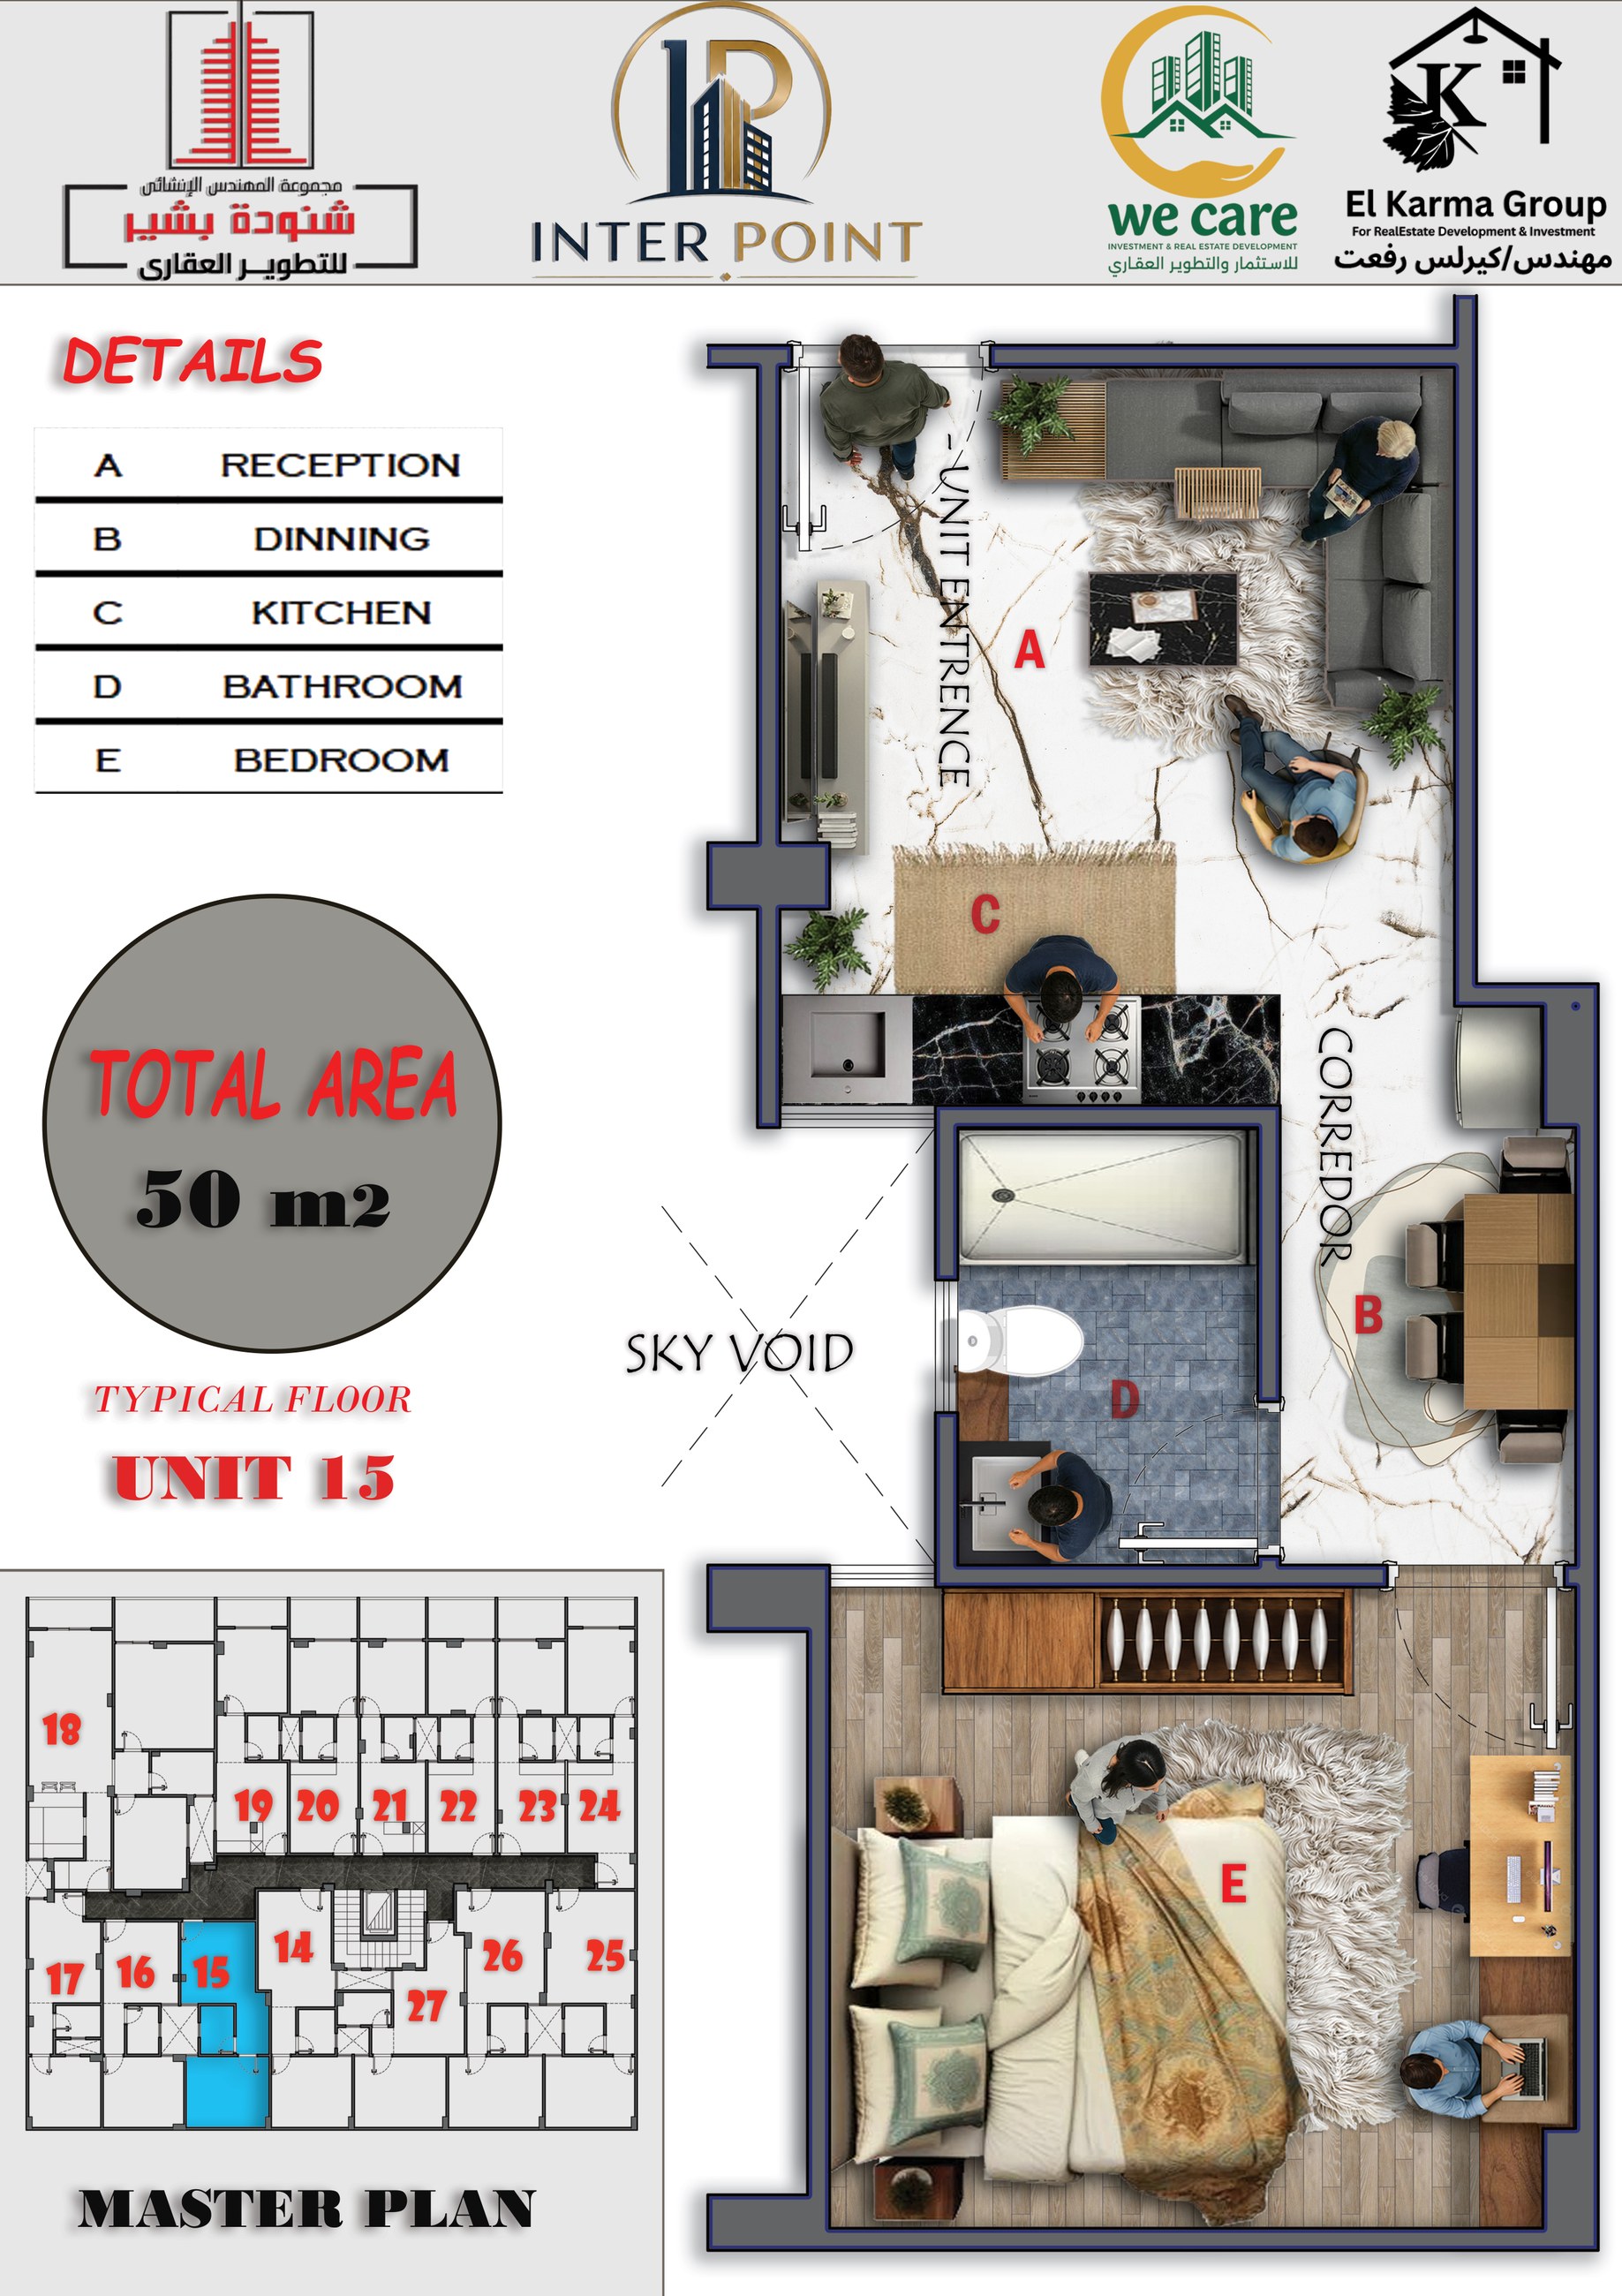 مجموعة المهندس الإنشائى
شنودة بشير
للتطوير العقارى
INTER POINT
we care
INVESTMENT & REAL ESTATE DEVELOPMENT
للاستثمار والتطوير العقاري
K
El Karma Group
For RealEstate Development & Investment
مهندس/كيرلس رفعت
DETAILS
A RECEPTION
B DINNING
C KITCHEN
D BATHROOM
E BEDROOM
TOTAL AREA
50 m2
TYPICAL FLOOR
UNIT 15
UNIT ENTRENCE
A
C
CORREDOR
B
SKY VOID
D
E
18
19 20 21 22 23 24
17 16 15 14 27 26 25
MASTER PLAN